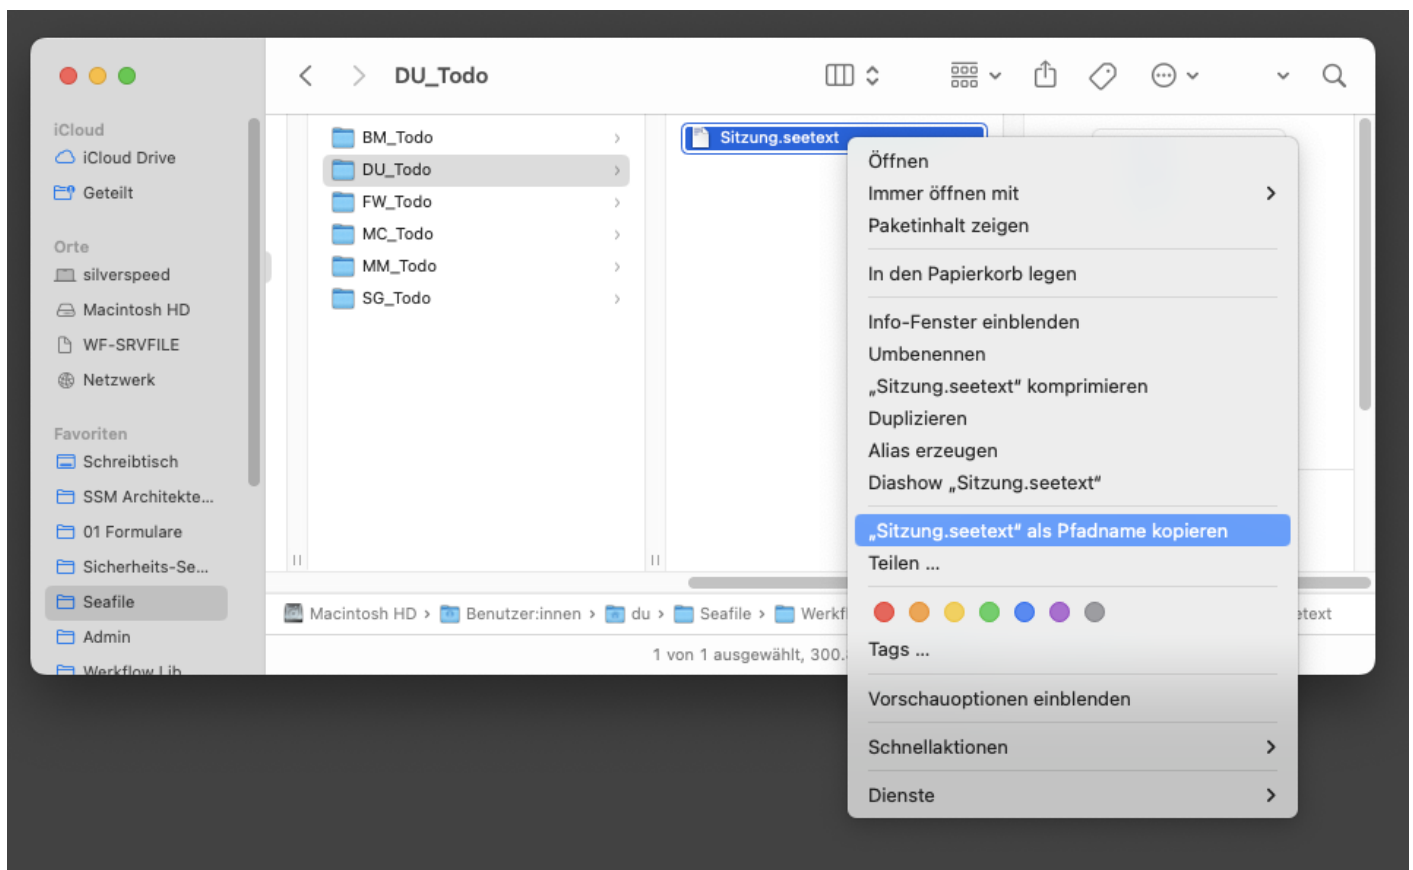 DU_Todo
iCloud
iCloud Drive
Geteilt
Orte
silverspeed
Macintosh HD
WF-SRVFILE
Netzwerk
Favoriten
Schreibtisch
SSM Architekte...
01 Formulare
Sicherheits-Se...
Seafile
Admin
Werkflow Lib
BM_Todo
DU_Todo
FW_Todo
MC_Todo
MM_Todo
SG_Todo
Sitzung.seetext
Öffnen
Immer öffnen mit
Paketinhalt zeigen
In den Papierkorb legen
Info-Fenster einblenden
Umbenennen
„Sitzung.seetext“ komprimieren
Duplizieren
Alias erzeugen
Diashow „Sitzung.seetext“
„Sitzung.seetext“ als Pfadname kopieren
Teilen ...
Tags ...
Vorschauoptionen einblenden
Schnellaktionen
Dienste
Macintosh HD › Benutzer:innen › du › Seafile ›
1 von 1 ausgewählt,